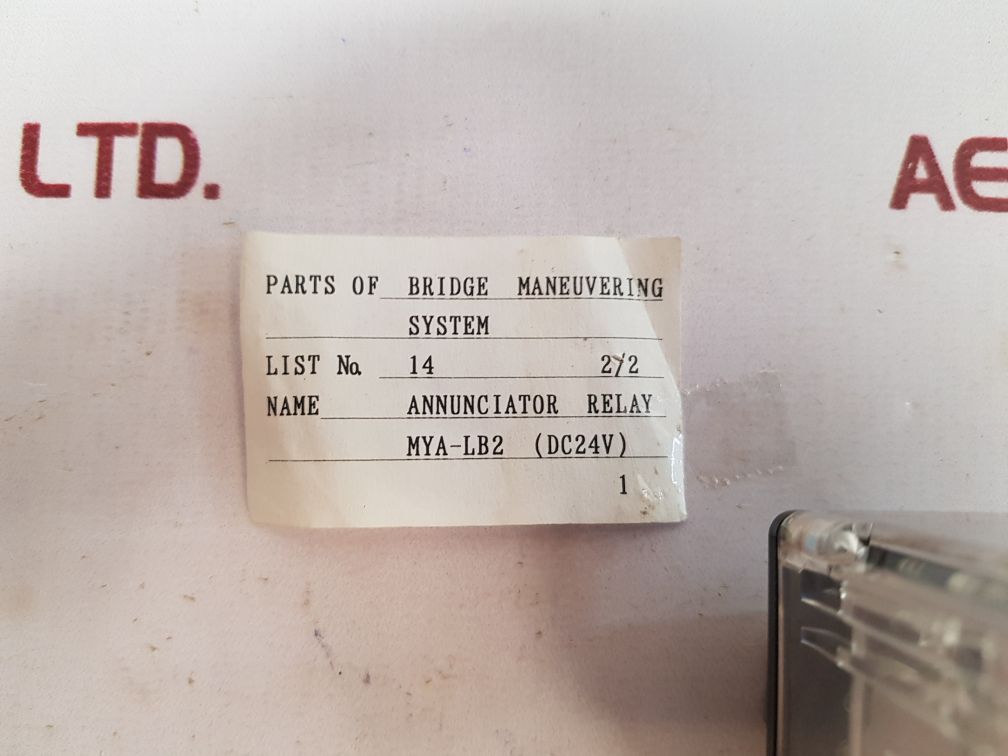 LTD.
AE
PARTS OF BRIDGE MANEUVERING
SYSTEM
LIST No. 14 2/2
NAME ANNUNCIATOR RELAY
MYA-LB2 (DC24V)
1